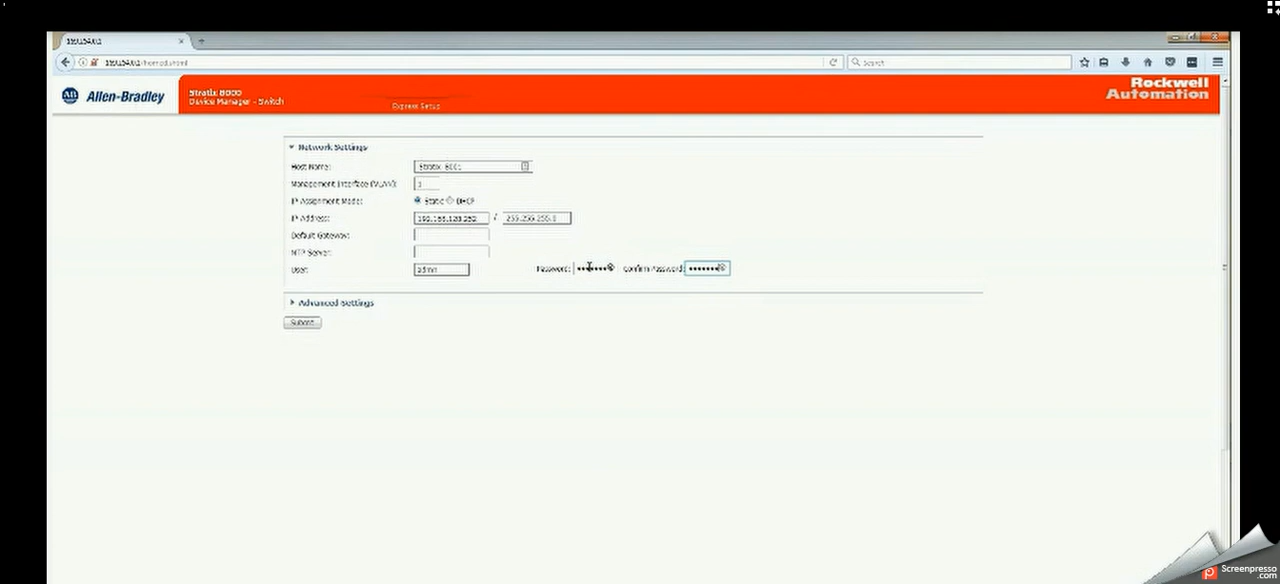 Search
Allen-Bradley
Stratix 8000
Device Manager - Switch
Express Setup
Rockwell
Automation
Network Settings
Host Name:
Management Interface (VLAN):
IP Assignment Mode: Static DHCP
IP Address: / 255.255.255.0
Default Gateway:
NTP Server:
User: admin Password: Confirm Password:
Advanced Settings
Submit
Screenpresso
.com